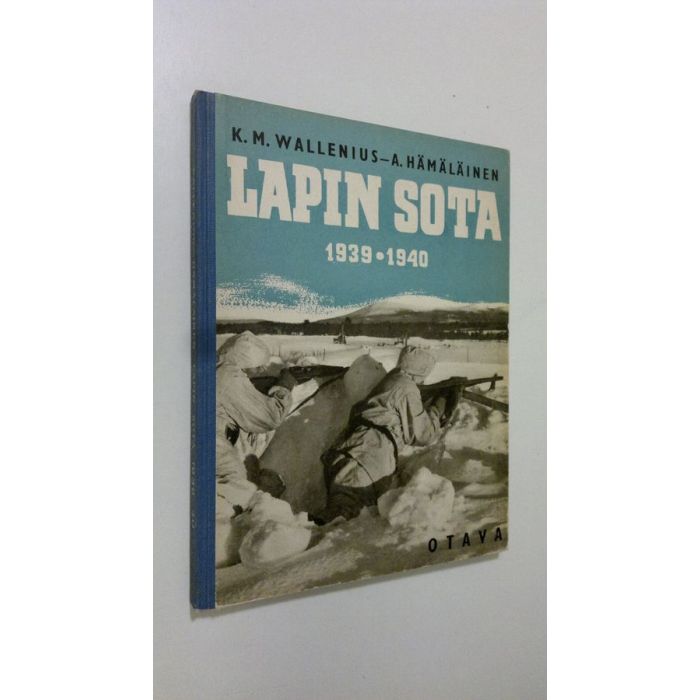 K. M. WALLENIUS–A. HÄMÄLÄINEN
LAPIN SOTA
1939•1940
OTAVA